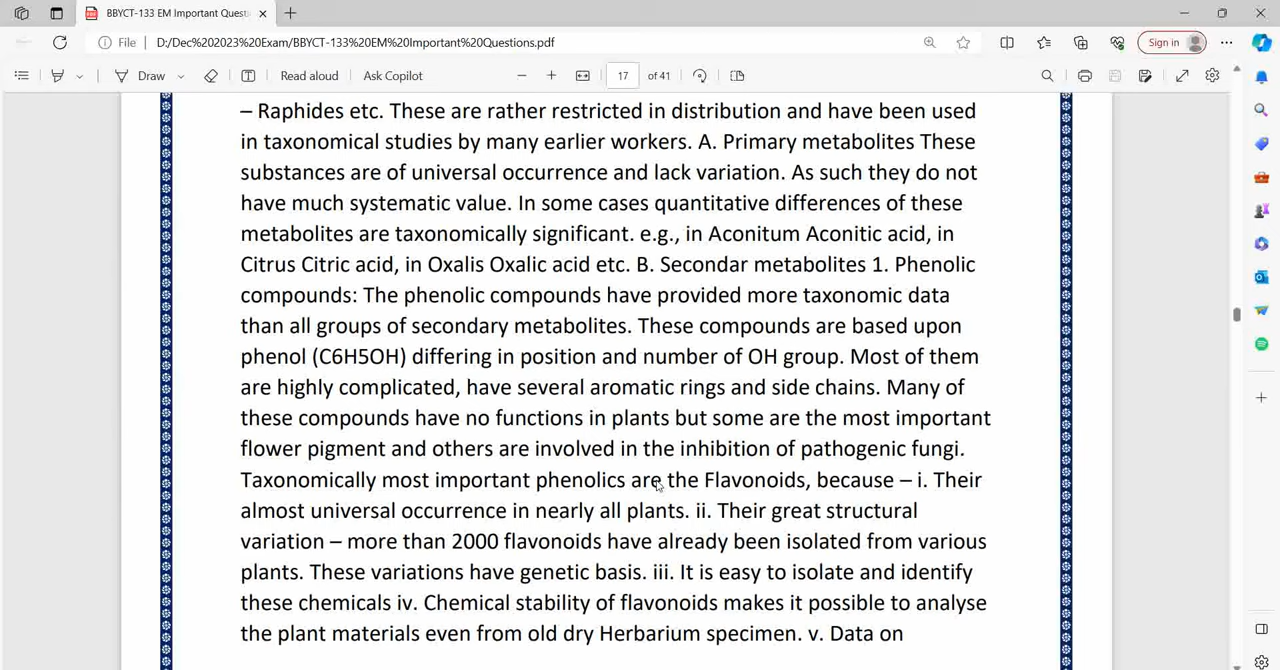 BBYCT-133 EM Important Quest
File
D:/Dec%202023%20Exam/BBYCT-133%20EM%20Important%20Questions.pdf
Sign in
Draw
Read aloud
Ask Copilot
17
of 41
– Raphides etc. These are rather restricted in distribution and have been used
in taxonomical studies by many earlier workers. A. Primary metabolites These
substances are of universal occurrence and lack variation. As such they do not
have much systematic value. In some cases quantitative differences of these
metabolites are taxonomically significant. e.g., in Aconitum Aconitic acid, in
Citrus Citric acid, in Oxalis Oxalic acid etc. B. Secondar metabolites 1. Phenolic
compounds: The phenolic compounds have provided more taxonomic data
than all groups of secondary metabolites. These compounds are based upon
phenol (C6H5OH) differing in position and number of OH group. Most of them
are highly complicated, have several aromatic rings and side chains. Many of
these compounds have no functions in plants but some are the most important
flower pigment and others are involved in the inhibition of pathogenic fungi.
Taxonomically most important phenolics are the Flavonoids, because – i. Their
almost universal occurrence in nearly all plants. ii. Their great structural
variation – more than 2000 flavonoids have already been isolated from various
plants. These variations have genetic basis. iii. It is easy to isolate and identify
these chemicals iv. Chemical stability of flavonoids makes it possible to analyse
the plant materials even from old dry Herbarium specimen. v. Data on